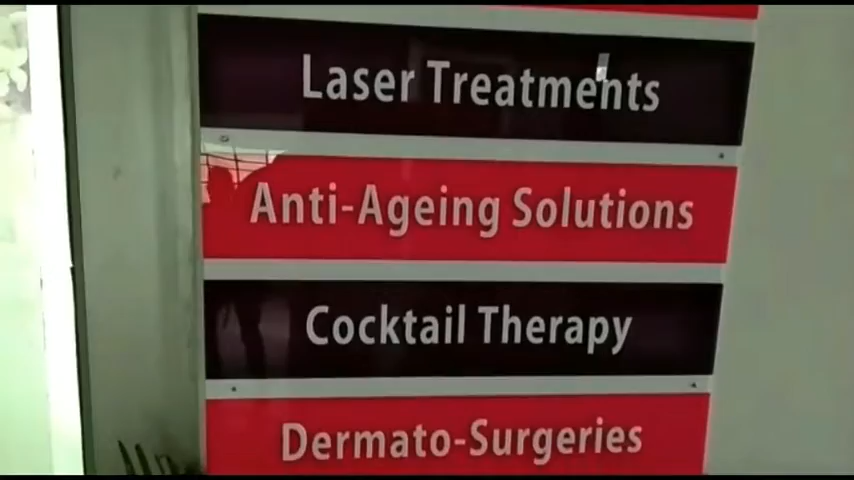 Laser Treatments
Anti-Ageing Solutions
Cocktail Therapy
Dermato-Surgeries